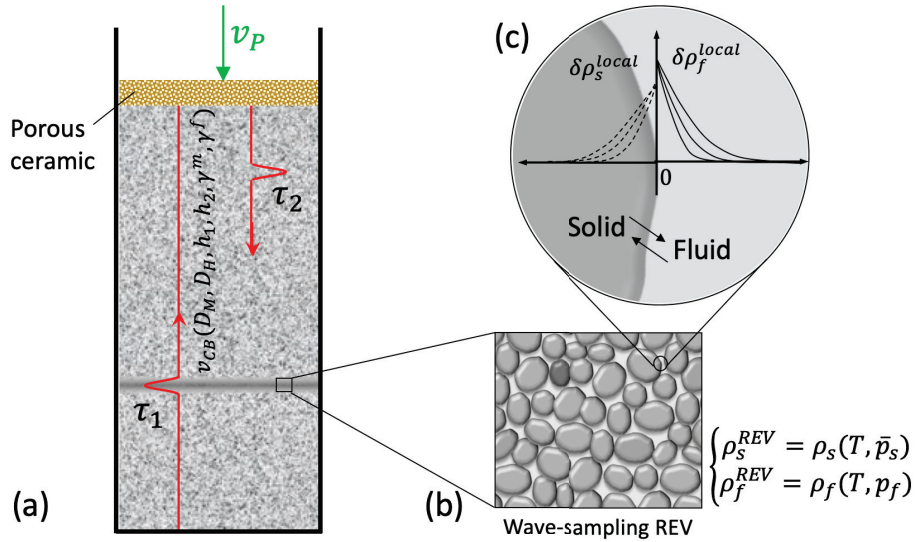 (a)
v_P
Porous
ceramic
τ_2
v_CB(D_M, D_H, h_1, h_2, γ^m, γ^f)
τ_1
(c)
δρ_s^local
δρ_f^local
0
Solid
Fluid
(b)
Wave-sampling REV
ρ_s^REV = ρ_s(T, p̄_s)
ρ_f^REV = ρ_f(T, p_f)